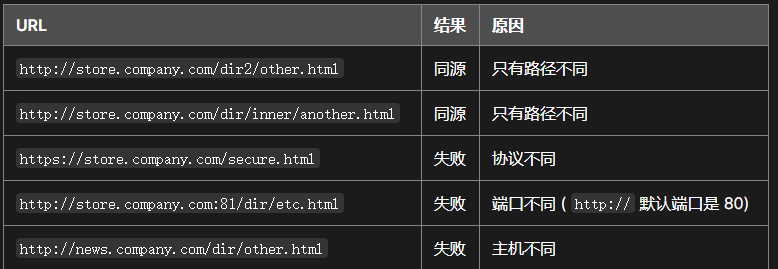 URL 结果 原因
http://store.company.com/dir2/other.html 同源 只有路径不同
http://store.company.com/dir/inner/another.html 同源 只有路径不同
https://store.company.com/secure.html 失败 协议不同
http://store.company.com:81/dir/etc.html 失败 端口不同 ( http:// 默认端口是 80)
http://news.company.com/dir/other.html 失败 主机不同